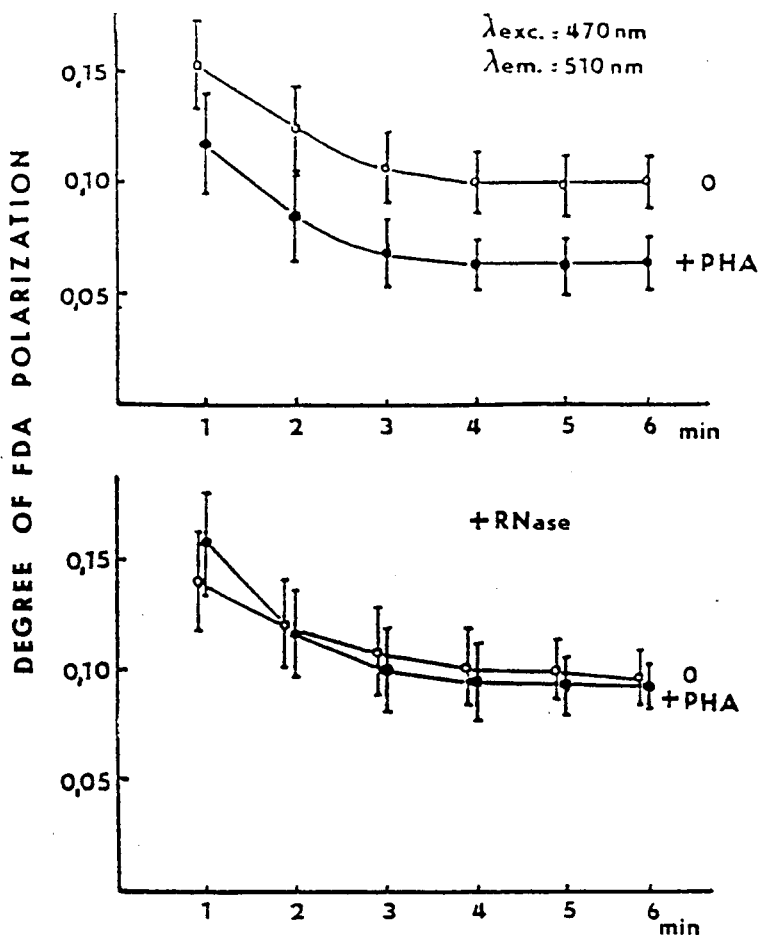 λexc. : 470 nm
λem. : 510 nm
DEGREE OF FDA POLARIZATION
0,15
0,10
0,05
O
+PHA
1 2 3 4 5 6 min
+RNase
0,15
0,10
0,05
O
+PHA
1 2 3 4 5 6 min